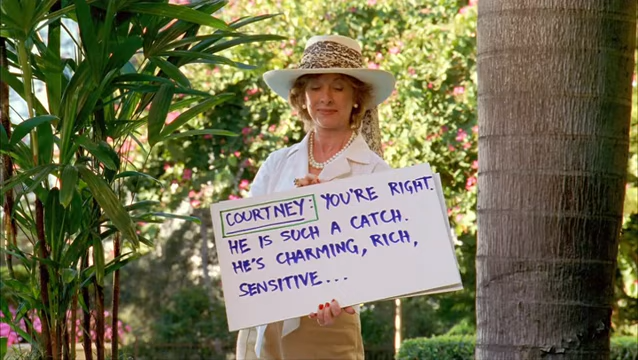 COURTNEY: YOU'RE RIGHT.
HE IS SUCH A CATCH.
HE'S CHARMING, RICH,
SENSITIVE...